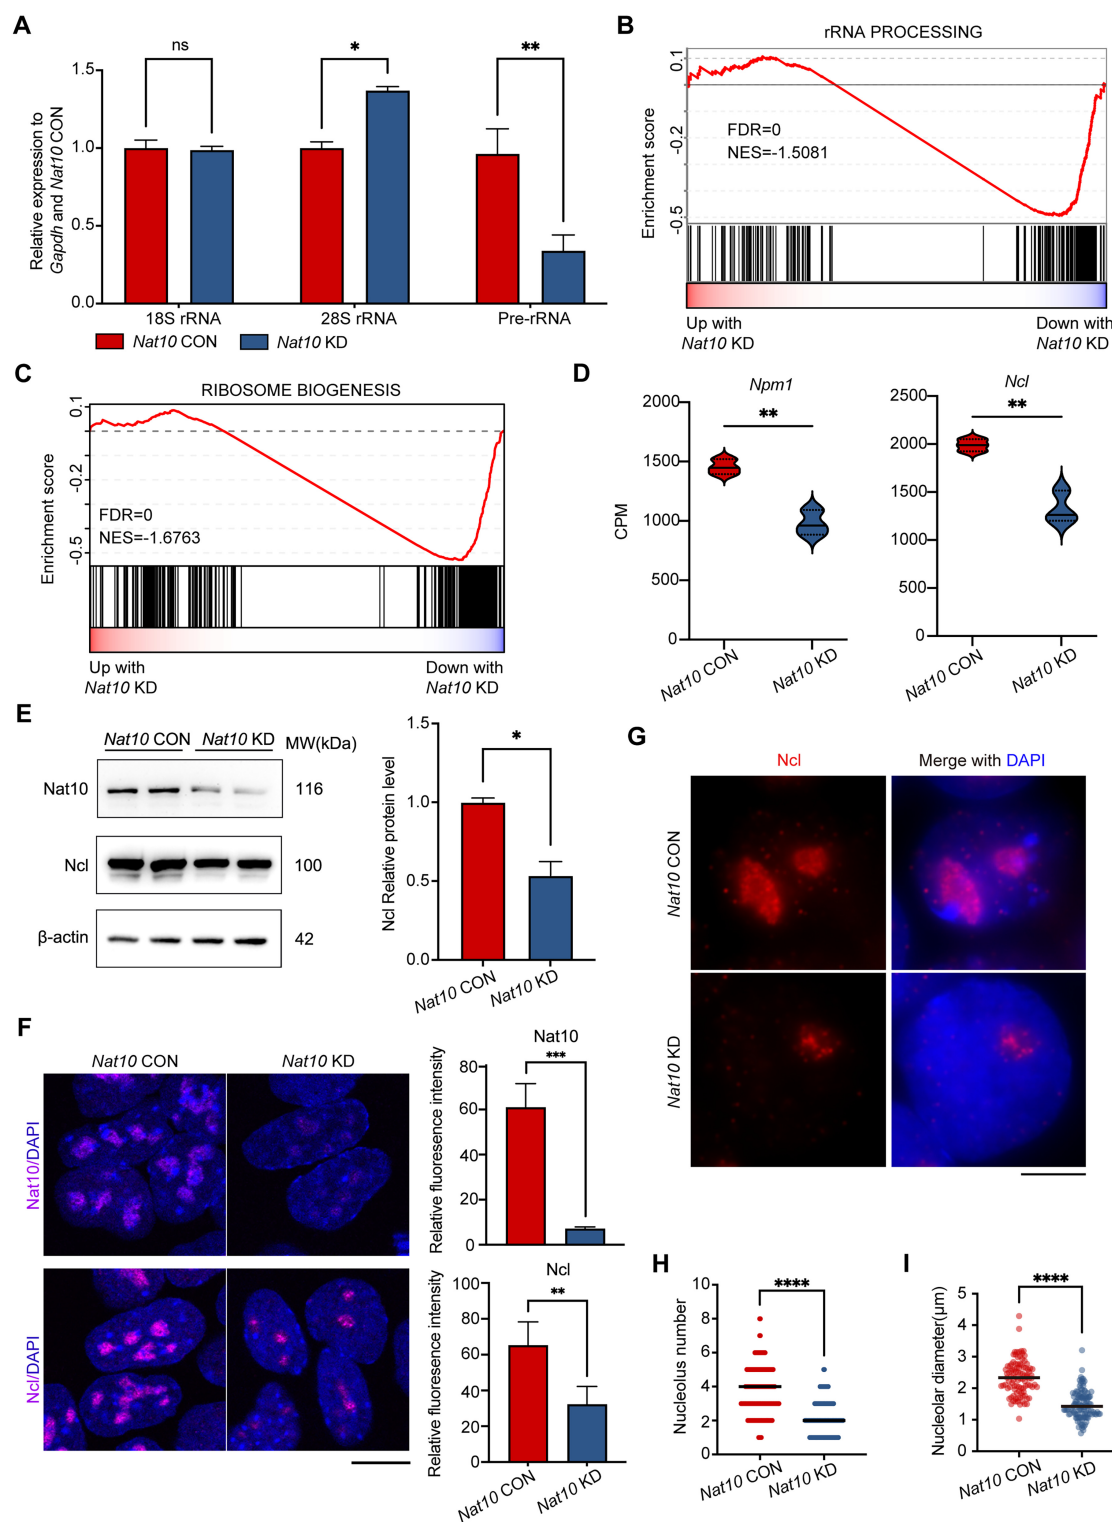 A
ns
*
**
Relative expression to
Gapdh and Nat10 CON
1.5
1.0
0.5
0.0
18S rRNA
28S rRNA
Pre-rRNA
Nat10 CON
Nat10 KD
B
rRNA PROCESSING
Enrichment score
0.1
-0.2
-0.5
FDR=0
NES=-1.5081
Up with
Nat10 KD
Down with
Nat10 KD
C
RIBOSOME BIOGENESIS
Enrichment score
0.1
-0.2
-0.5
FDR=0
NES=-1.6763
Up with
Nat10 KD
Down with
Nat10 KD
D
Npm1
**
CPM
2000
1500
1000
500
0
Nat10 CON
Nat10 KD
Ncl
**
2500
2000
1500
1000
500
0
Nat10 CON
Nat10 KD
E
Nat10 CON
Nat10 KD
MW(kDa)
Nat10
116
Ncl
100
β-actin
42
Ncl Relative protein level
1.5
1.0
0.5
0.0
*
Nat10 CON
Nat10 KD
F
Nat10 CON
Nat10 KD
Nat10/DAPI
Ncl/DAPI
Nat10
***
Relative fluoresence intensity
80
60
40
20
0
Ncl
**
Relative fluoresence intensity
100
80
60
40
20
0
Nat10 CON
Nat10 KD
G
Ncl
Merge with DAPI
Nat10 CON
Nat10 KD
H
****
Nucleolus number
10
8
6
4
2
0
Nat10 CON
Nat10 KD
I
****
Nucleolar diameter(μm)
5
4
3
2
1
0
Nat10 CON
Nat10 KD